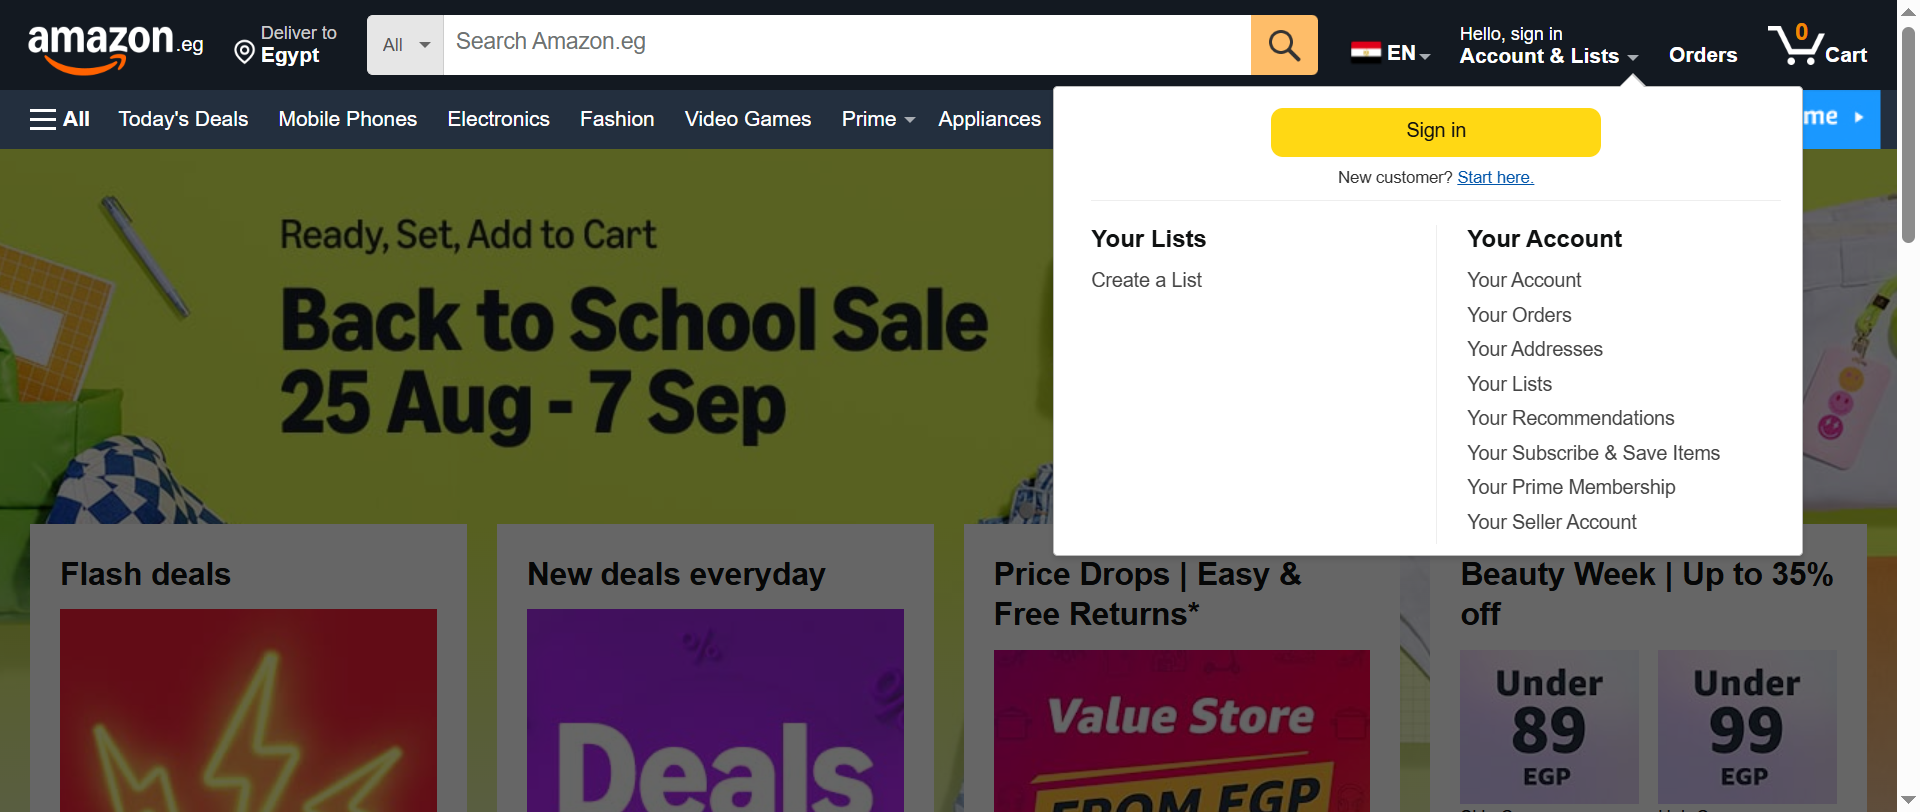 amazon.eg
Deliver to
Egypt
All
Search Amazon.eg
EN
Hello, sign in
Account & Lists
Orders
0
Cart
All
Today's Deals
Mobile Phones
Electronics
Fashion
Video Games
Prime
Appliances
me
Sign in
New customer? Start here.
Your Lists
Create a List
Your Account
Your Account
Your Orders
Your Addresses
Your Lists
Your Recommendations
Your Subscribe & Save Items
Your Prime Membership
Your Seller Account
Ready, Set, Add to Cart
Back to School Sale
25 Aug - 7 Sep
Flash deals
New deals everyday
%
%
Deals
Price Drops | Easy &
Free Returns*
Value Store
FROM EGP
Beauty Week | Up to 35%
off
Under
89
EGP
Under
99
EGP